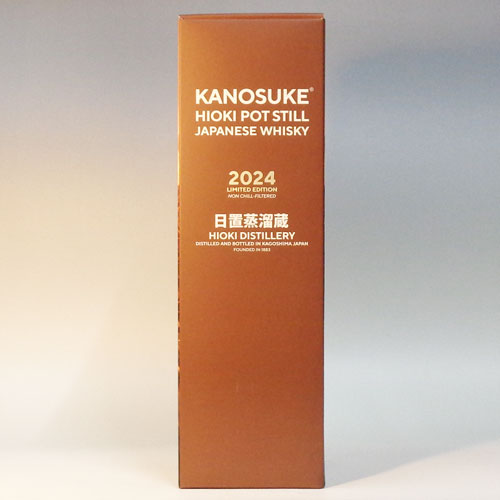 KANOSUKE®
HIOKI POT STILL
JAPANESE WHISKY
2024
LIMITED EDITION
NON CHILL-FILTERED
日置蒸溜蔵
HIOKI DISTILLERY
DISTILLED AND BOTTLED IN KAGOSHIMA, JAPAN
FOUNDED IN 1883